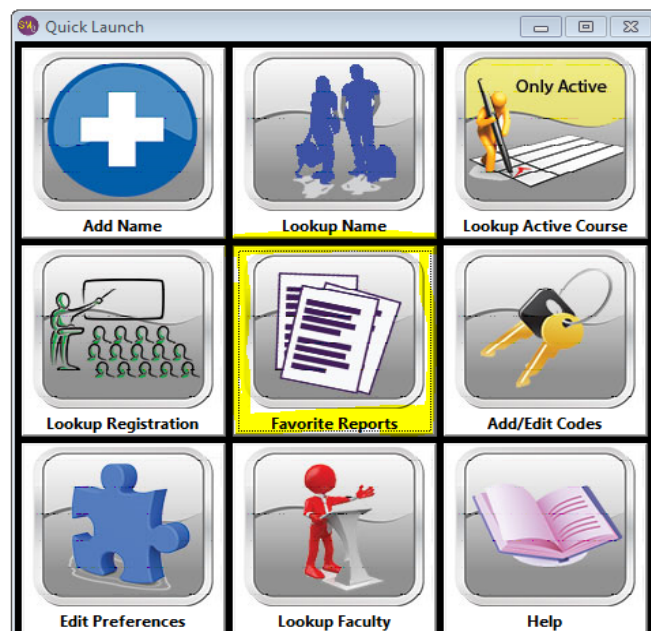 Quick Launch
Only Active
Add Name
Lookup Name
Lookup Active Course
Lookup Registration
Favorite Reports
Add/Edit Codes
Edit Preferences
Lookup Faculty
Help